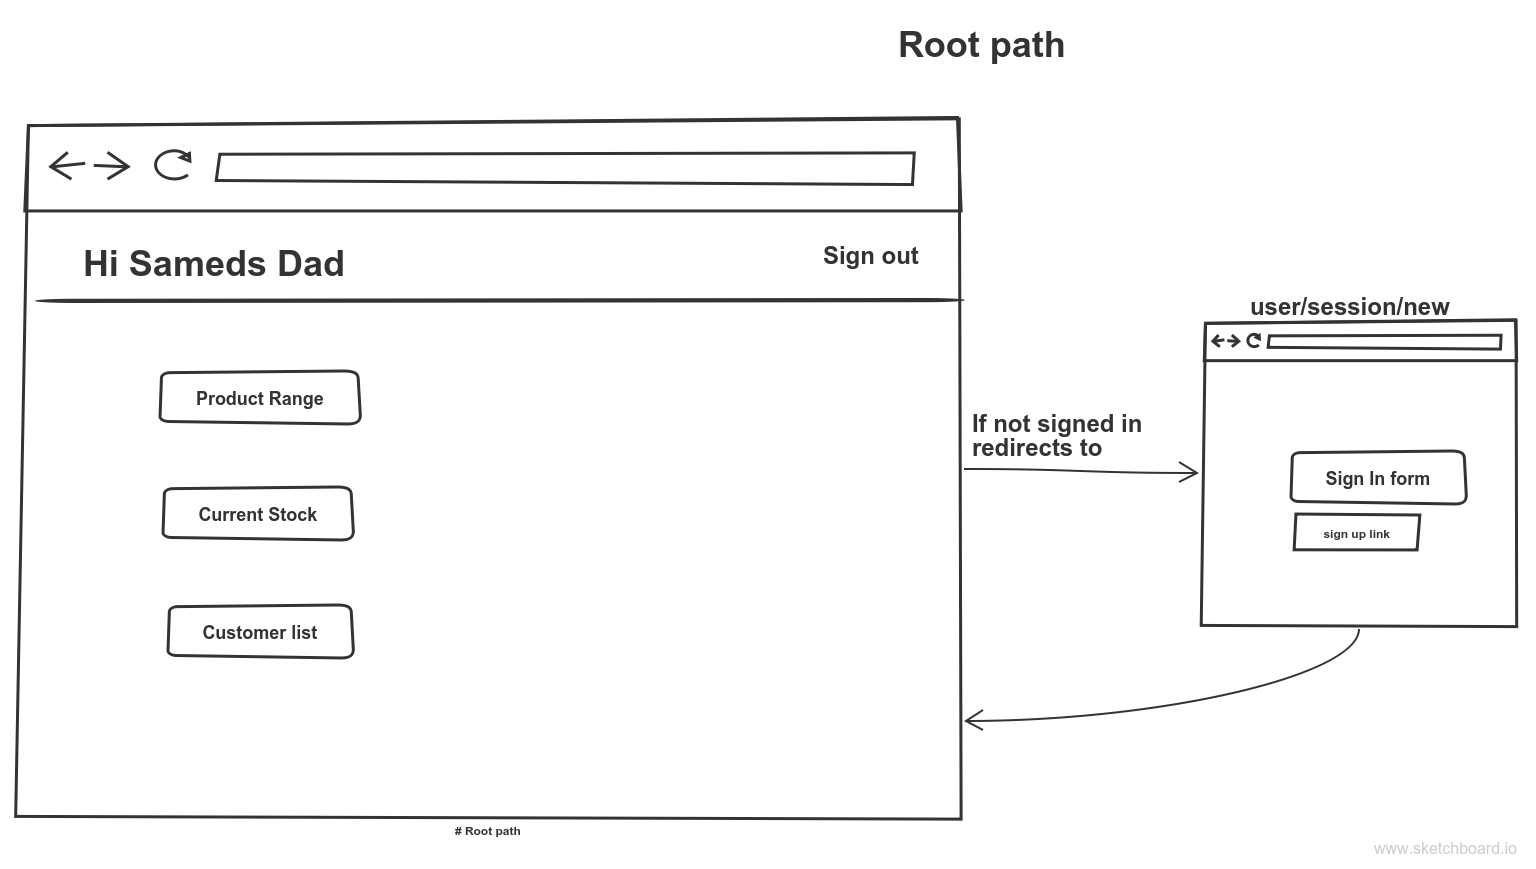 Root path
Hi Sameds Dad
Sign out
Product Range
Current Stock
Customer list
# Root path
If not signed in
redirects to
user/session/new
Sign In form
sign up link
www.sketchboard.io